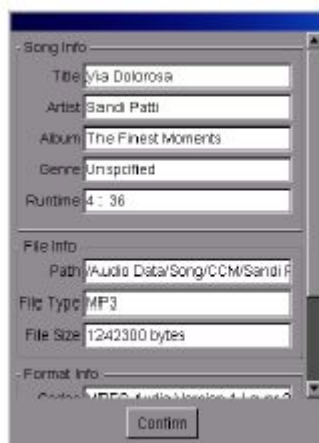 Song Info
Title Via Dolorosa
Artist Sandi Patti
Album The Finest Moments
Genre Unspcified
Runtime 4 : 36
File Info
Path /Audio Data/Song/CCM/Sandi P
File Type MP3
File Size 1242300 bytes
Format Info
Confirm